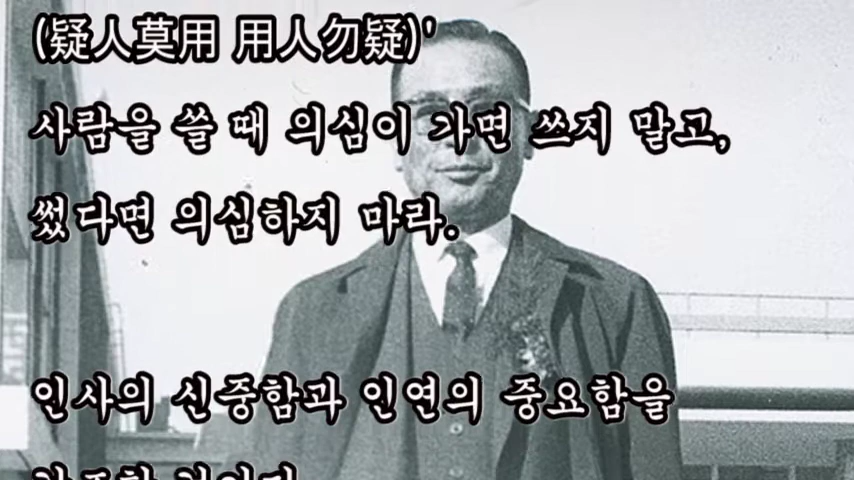 (疑人莫用 用人勿疑)'
사람을 쓸 때 의심이 가면 쓰지 말고,
썼다면 의심하지 마라.
인사의 신중함과 인연의 중요함을